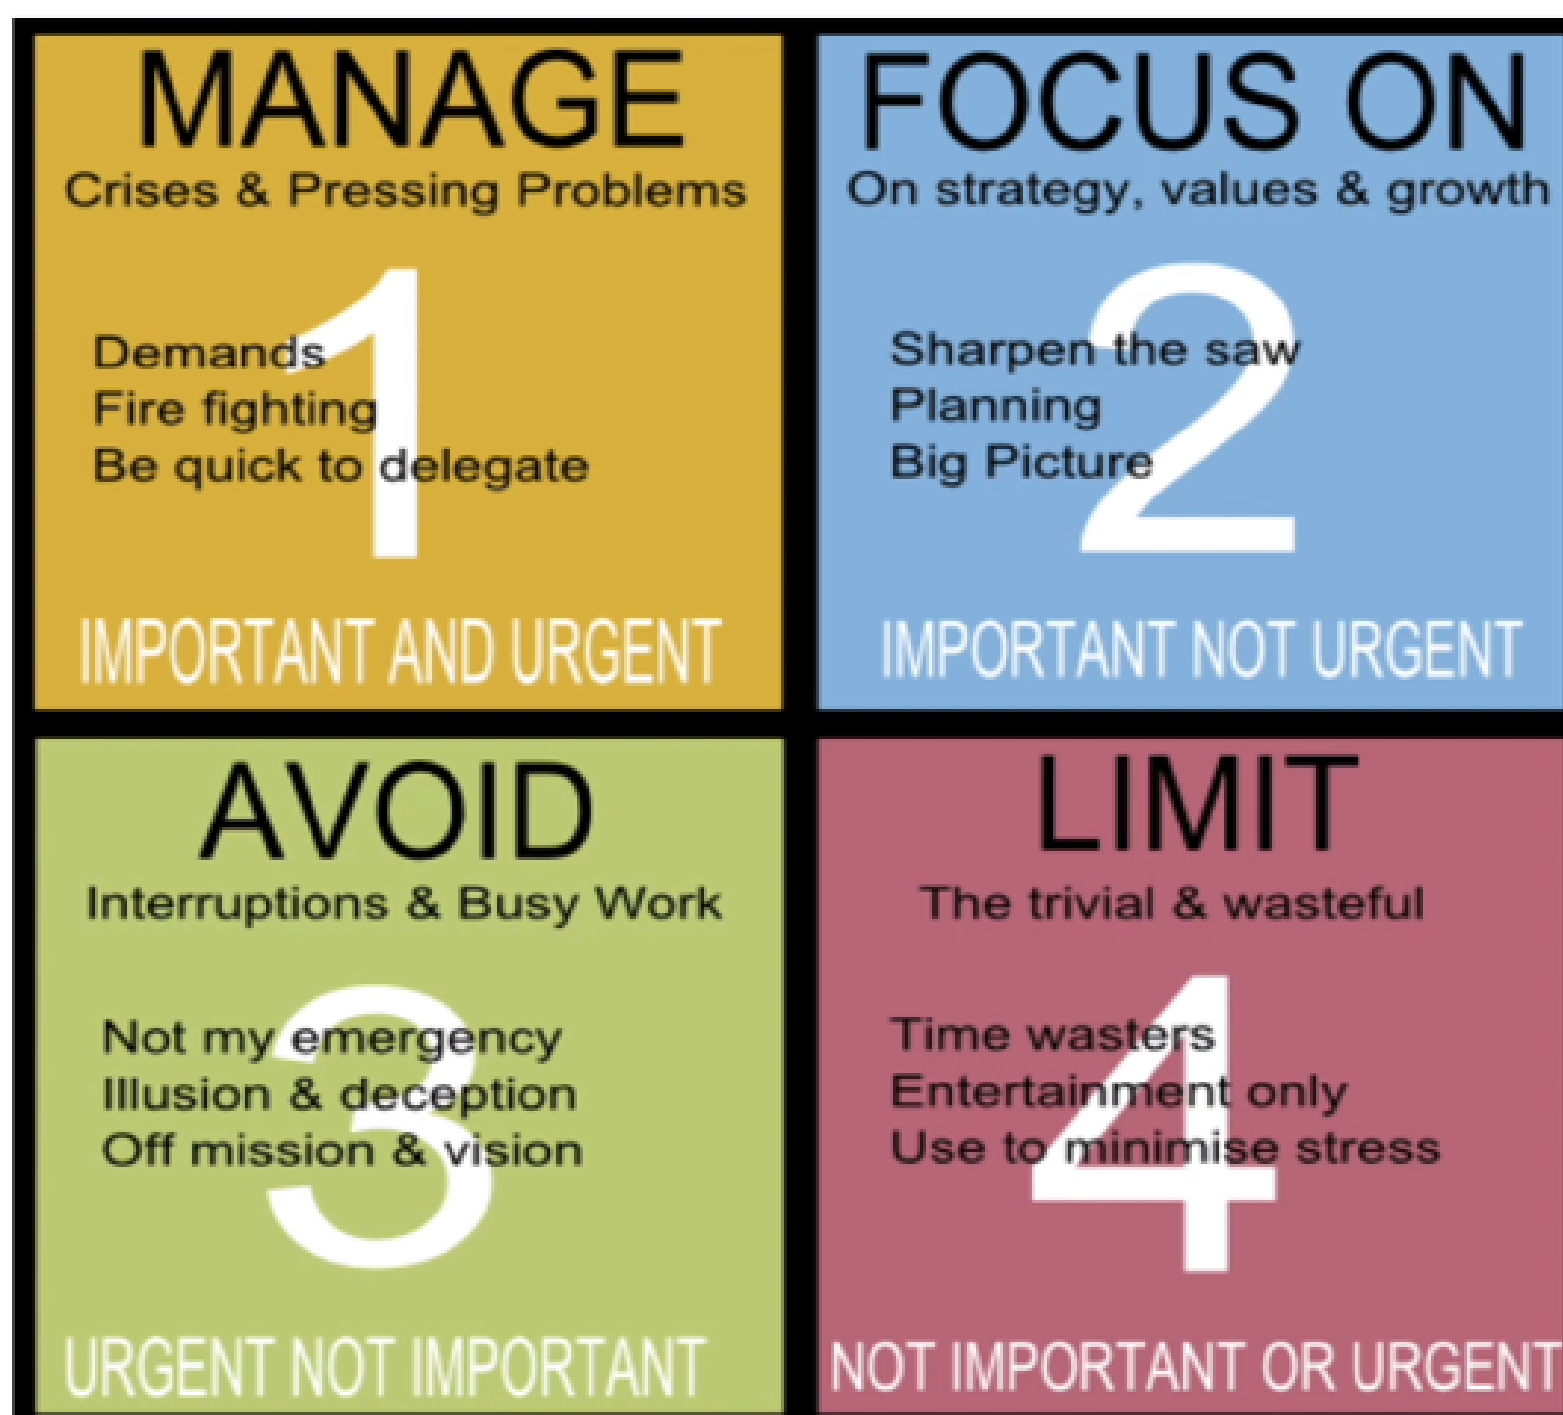 MANAGE
Crises & Pressing Problems
1
Demands
Fire fighting
Be quick to delegate
IMPORTANT AND URGENT
FOCUS ON
On strategy, values & growth
2
Sharpen the saw
Planning
Big Picture
IMPORTANT NOT URGENT
AVOID
Interruptions & Busy Work
3
Not my emergency
Illusion & deception
Off mission & vision
URGENT NOT IMPORTANT
LIMIT
The trivial & wasteful
4
Time wasters
Entertainment only
Use to minimise stress
NOT IMPORTANT OR URGENT